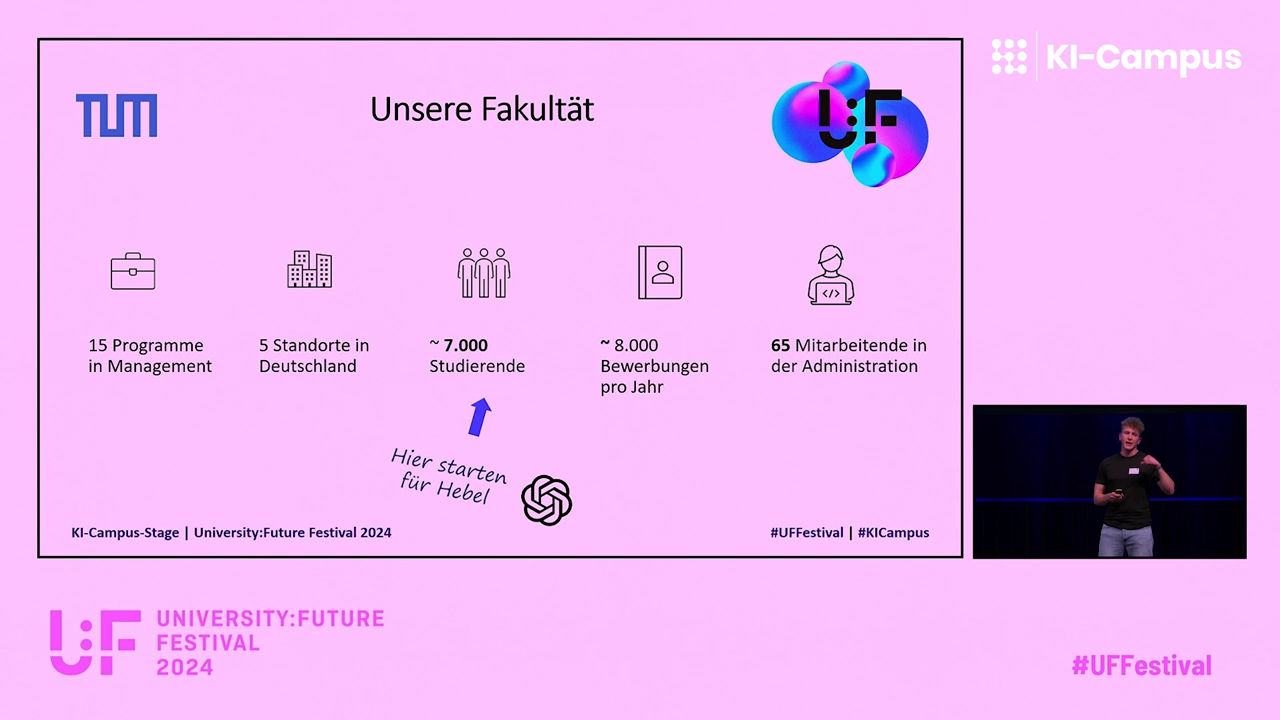 KI-Campus
TUM
Unsere Fakultät
U:F
</>
15 Programme
in Management
5 Standorte in
Deutschland
~ 7.000
Studierende
~ 8.000
Bewerbungen
pro Jahr
65 Mitarbeitende in
der Administration
Hier starten
für Hebel
KI-Campus-Stage | University:Future Festival 2024
#UFFestival | #KICampus
U:F
UNIVERSITY:FUTURE
FESTIVAL
2024
#UFFestival